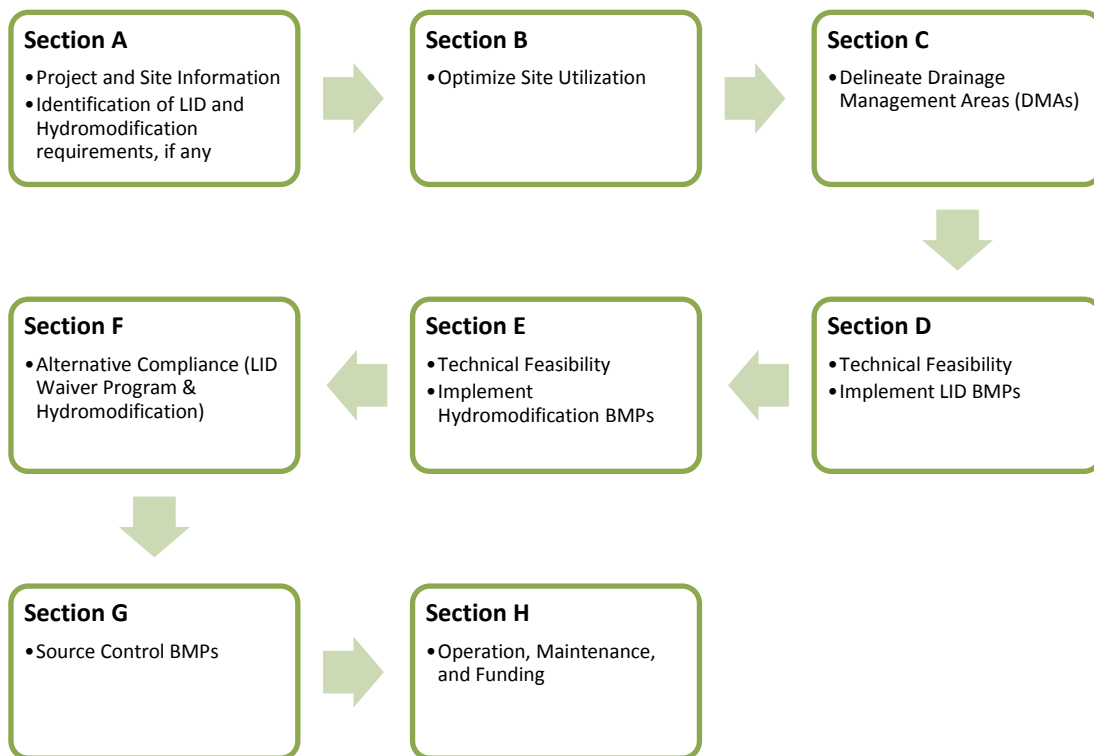 Section A
•Project and Site Information
•Identification of LID and
Hydromodification
requirements, if any
Section B
•Optimize Site Utilization
Section C
•Delineate Drainage
Management Areas (DMAs)
Section D
•Technical Feasibility
•Implement LID BMPs
Section E
•Technical Feasibility
•Implement
Hydromodification BMPs
Section F
•Alternative Compliance (LID
Waiver Program &
Hydromodification)
Section G
•Source Control BMPs
Section H
•Operation, Maintenance,
and Funding